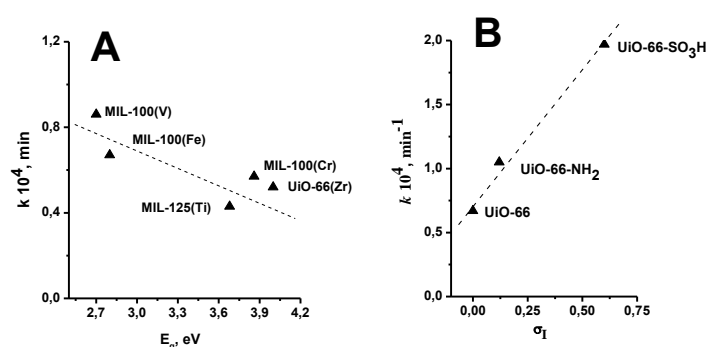 A
k 10⁴, min
1,2
0,8
0,4
0,0
MIL-100(V)
MIL-100(Fe)
MIL-100(Cr)
UiO-66(Zr)
MIL-125(Ti)
2,7 3,0 3,3 3,6 3,9 4,2
E_g, eV
B
k 10⁴, min⁻¹
2,0
1,5
1,0
0,5
0,0
UiO-66-SO₃H
UiO-66-NH₂
UiO-66
0,00 0,25 0,50 0,75
σ_I